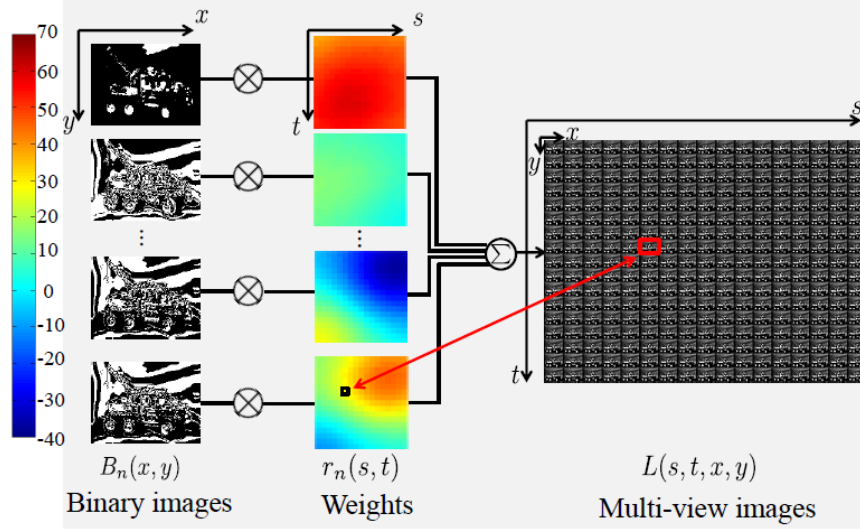 70
60
50
40
30
20
10
0
-10
-20
-30
-40
x
y
s
t
⋮
⋮
Σ
s
x
y
t
B_n(x, y)
r_n(s, t)
L(s, t, x, y)
Binary images
Weights
Multi-view images